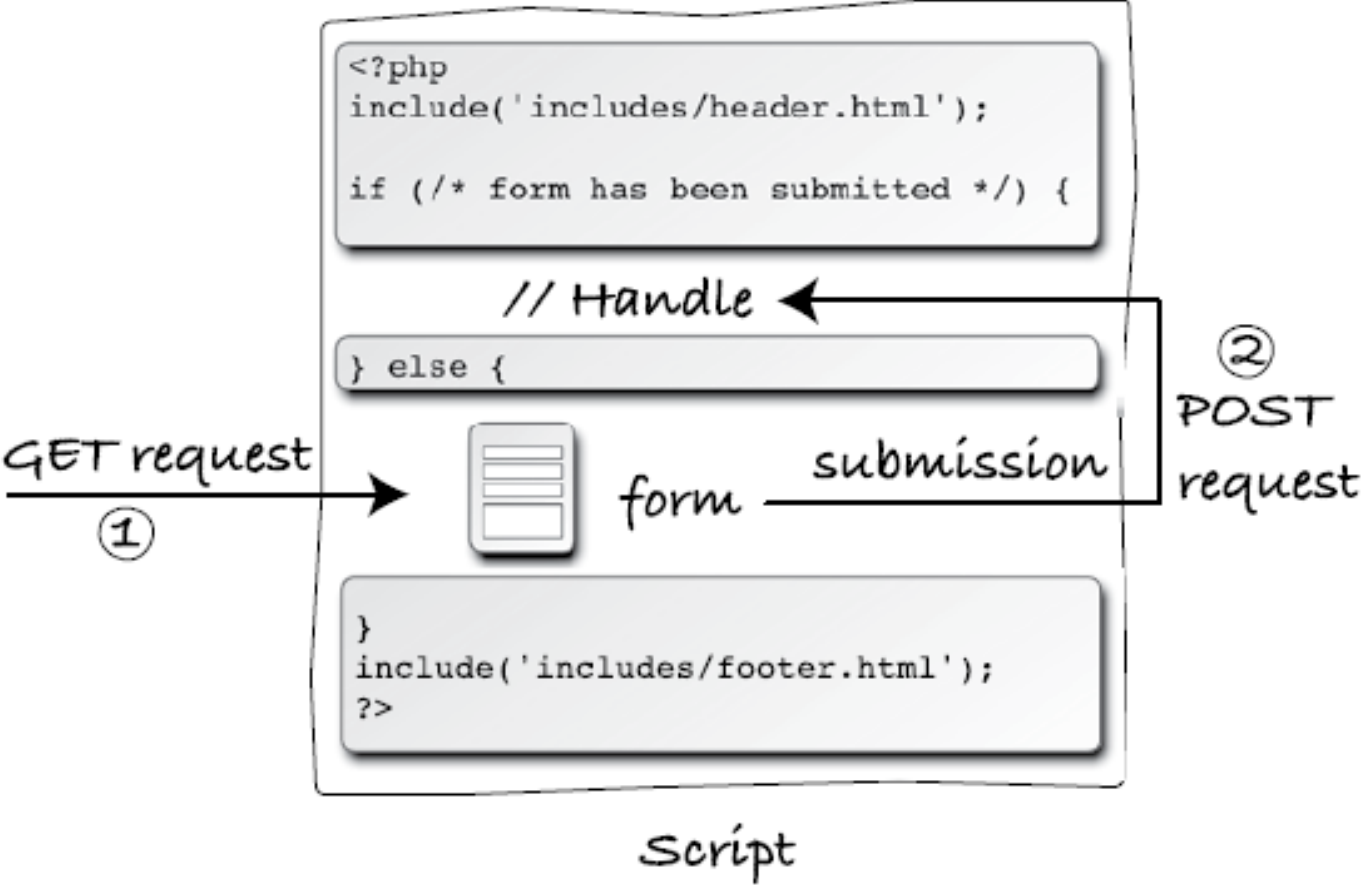 <?php
include('includes/header.html');
if (/* form has been submitted */) {
// Handle
} else {
GET request
1
form
submission
2
POST
request
}
include('includes/footer.html');
?>
Script